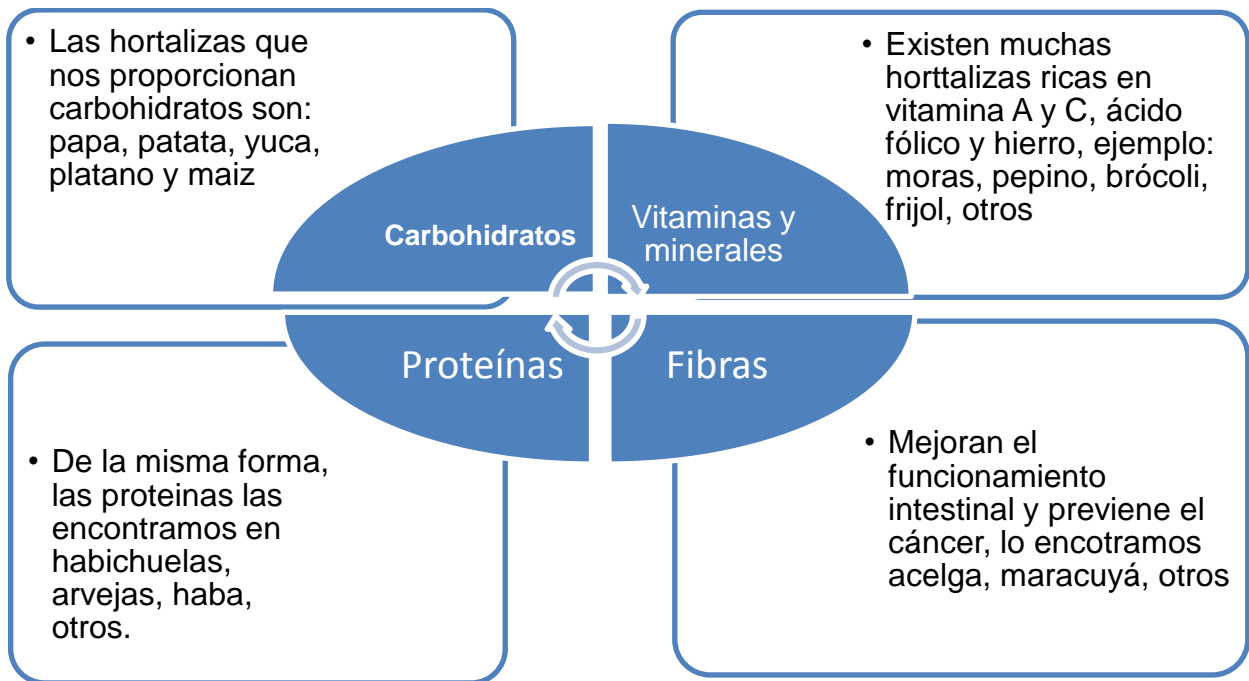 • Las hortalizas que
nos proporcionan
carbohidratos son:
papa, patata, yuca,
platano y maiz
• Existen muchas
horttalizas ricas en
vitamina A y C, ácido
fólico y hierro, ejemplo:
moras, pepino, brócoli,
frijol, otros
Carbohidratos
Vitaminas y
minerales
Proteínas
Fibras
• De la misma forma,
las proteinas las
encontramos en
habichuelas,
arvejas, haba,
otros.
• Mejoran el
funcionamiento
intestinal y previene el
cáncer, lo encotramos
acelga, maracuyá, otros